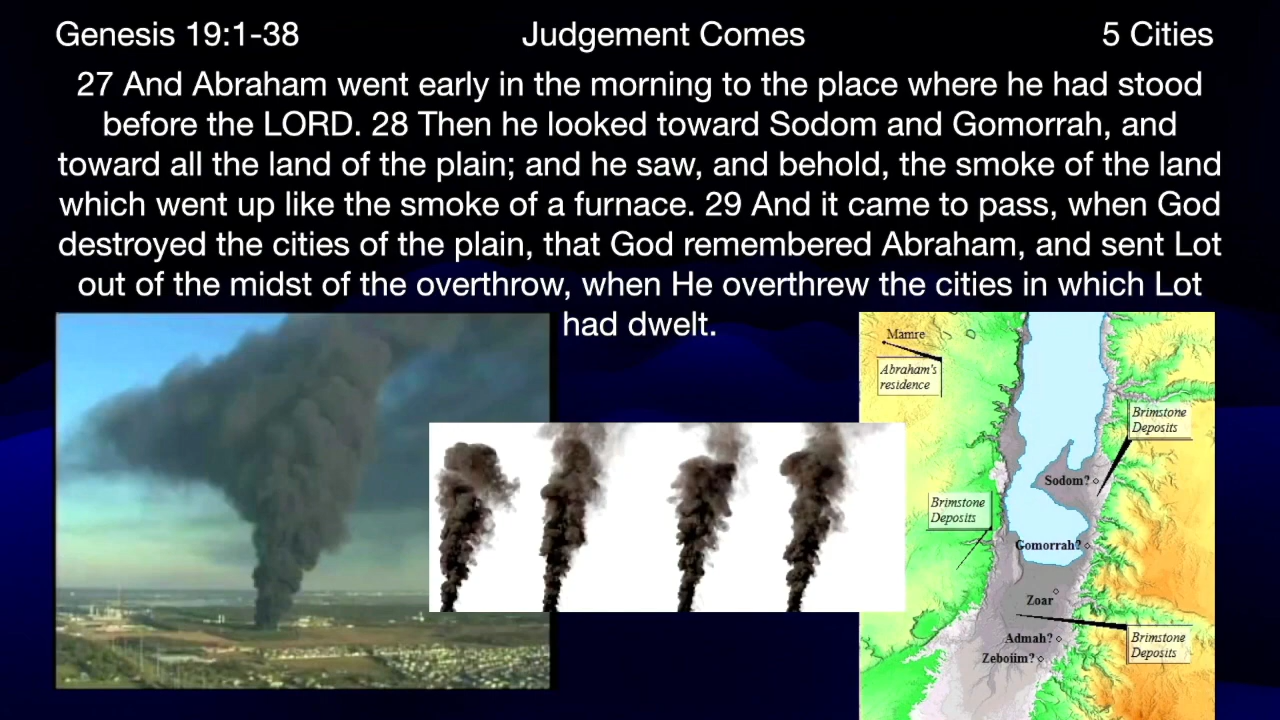 Genesis 19:1-38
Judgement Comes
5 Cities
27 And Abraham went early in the morning to the place where he had stood
before the LORD. 28 Then he looked toward Sodom and Gomorrah, and
toward all the land of the plain; and he saw, and behold, the smoke of the land
which went up like the smoke of a furnace. 29 And it came to pass, when God
destroyed the cities of the plain, that God remembered Abraham, and sent Lot
out of the midst of the overthrow, when He overthrew the cities in which Lot
had dwelt.
Mamre
Abraham's
residence
Brimstone
Deposits
Sodom?
Brimstone
Deposits
Gomorrah?
Zoar
Admah?
Zeboiim?
Brimstone
Deposits